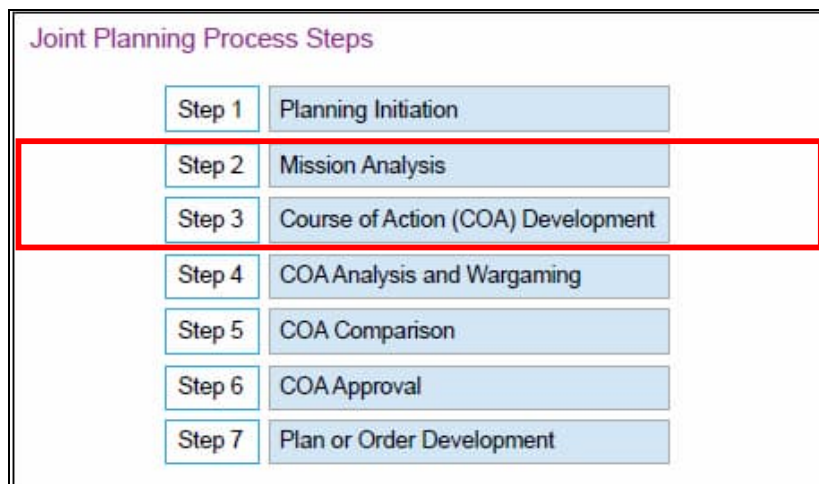 Joint Planning Process Steps
Step 1 Planning Initiation
Step 2 Mission Analysis
Step 3 Course of Action (COA) Development
Step 4 COA Analysis and Wargaming
Step 5 COA Comparison
Step 6 COA Approval
Step 7 Plan or Order Development